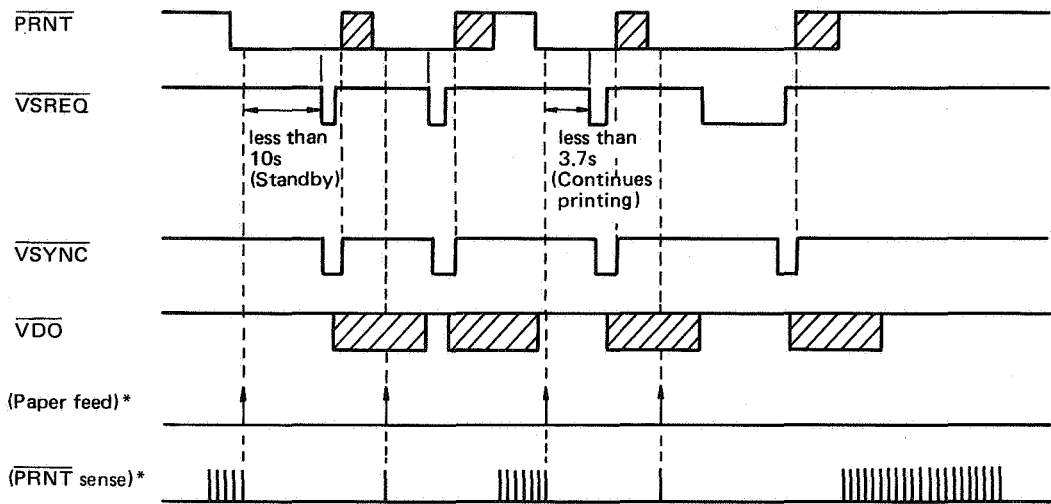 PRNT
VSREQ
less than
10s
(Standby)
less than
3.7s
(Continues
printing)
VSYNC
VDO
(Paper feed)*
(PRNT sense)*